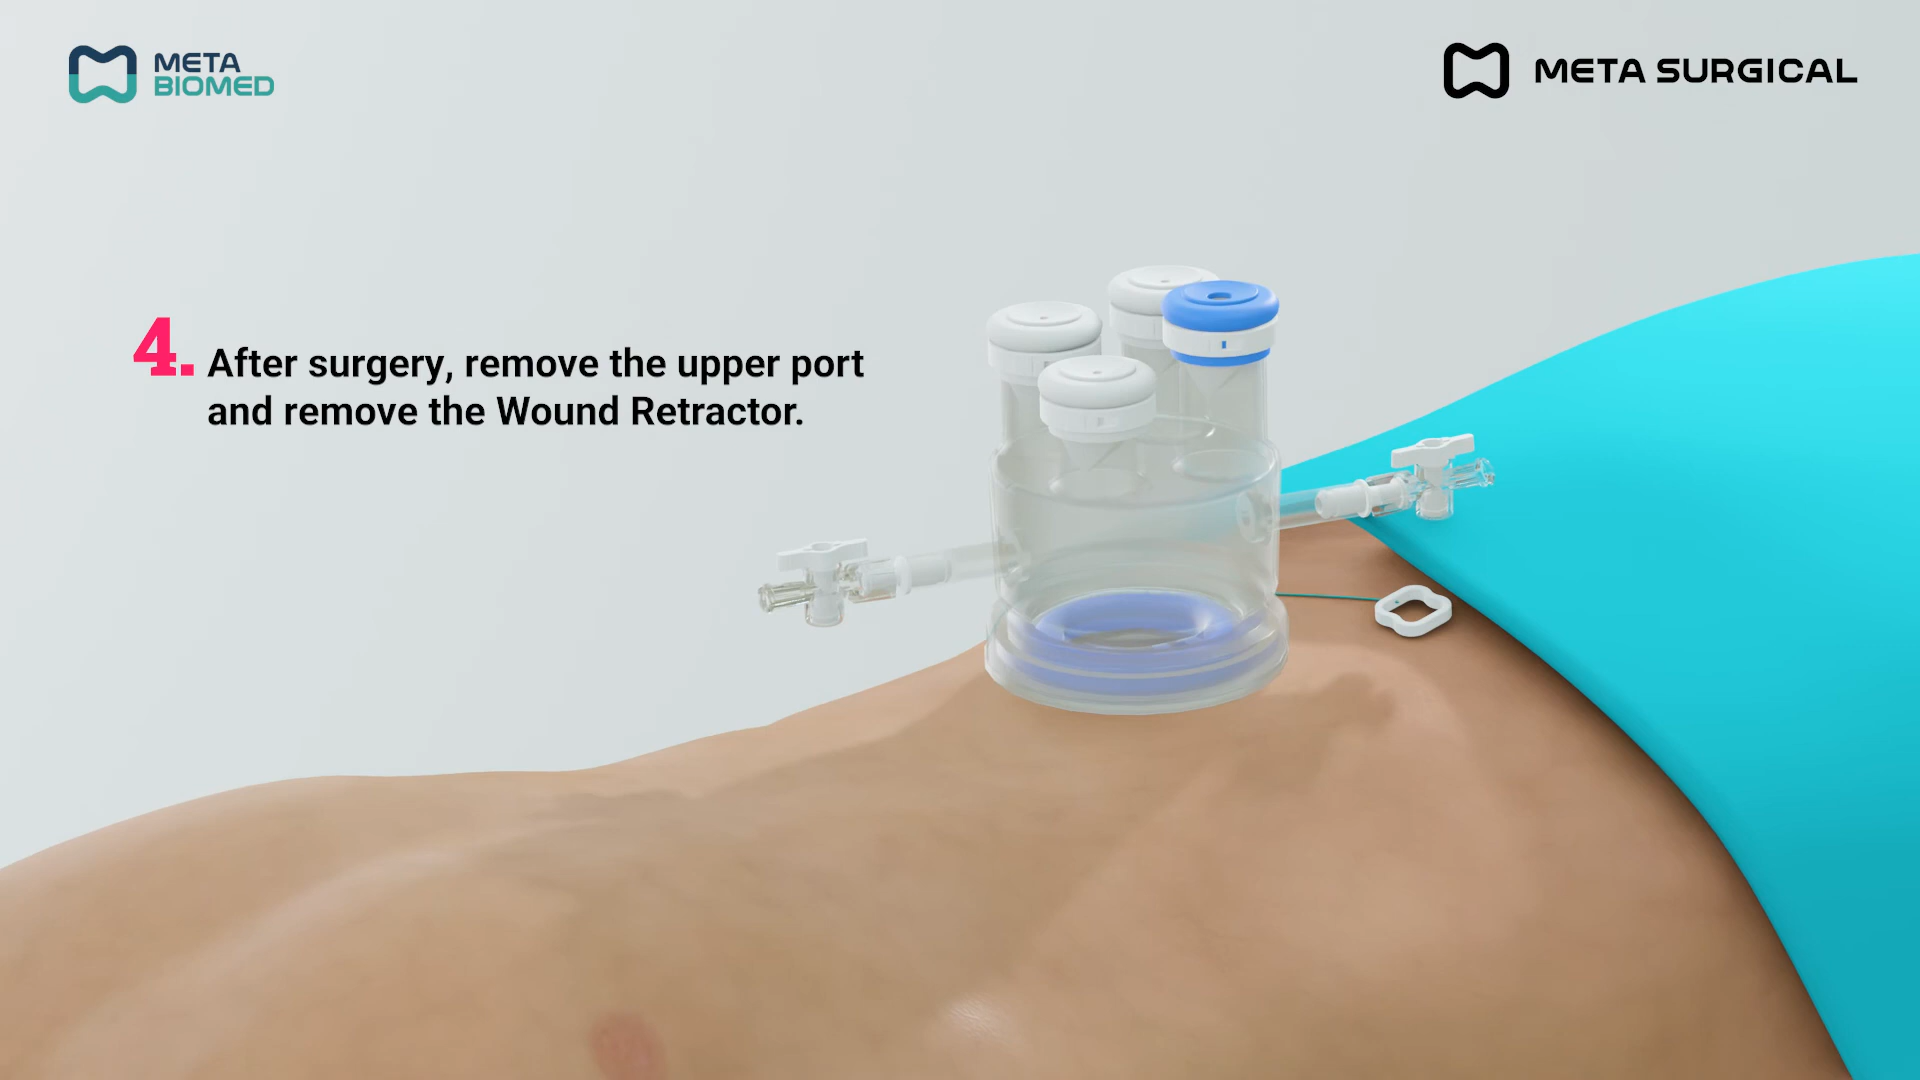 META
BIOMED
META SURGICAL
4. After surgery, remove the upper port
and remove the Wound Retractor.